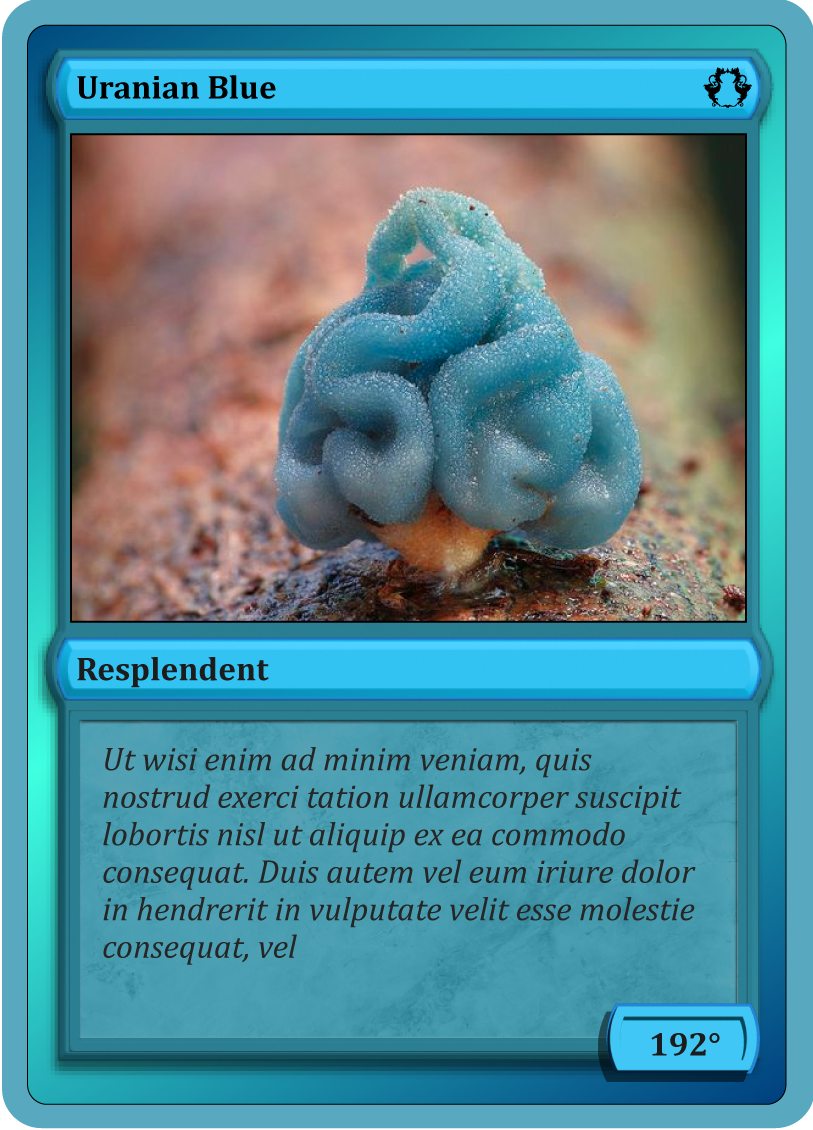 Uranian Blue
Resplendent
Ut wisi enim ad minim veniam, quis
nostrud exerci tation ullamcorper suscipit
lobortis nisl ut aliquip ex ea commodo
consequat. Duis autem vel eum iriure dolor
in hendrerit in vulputate velit esse molestie
consequat, vel
192°